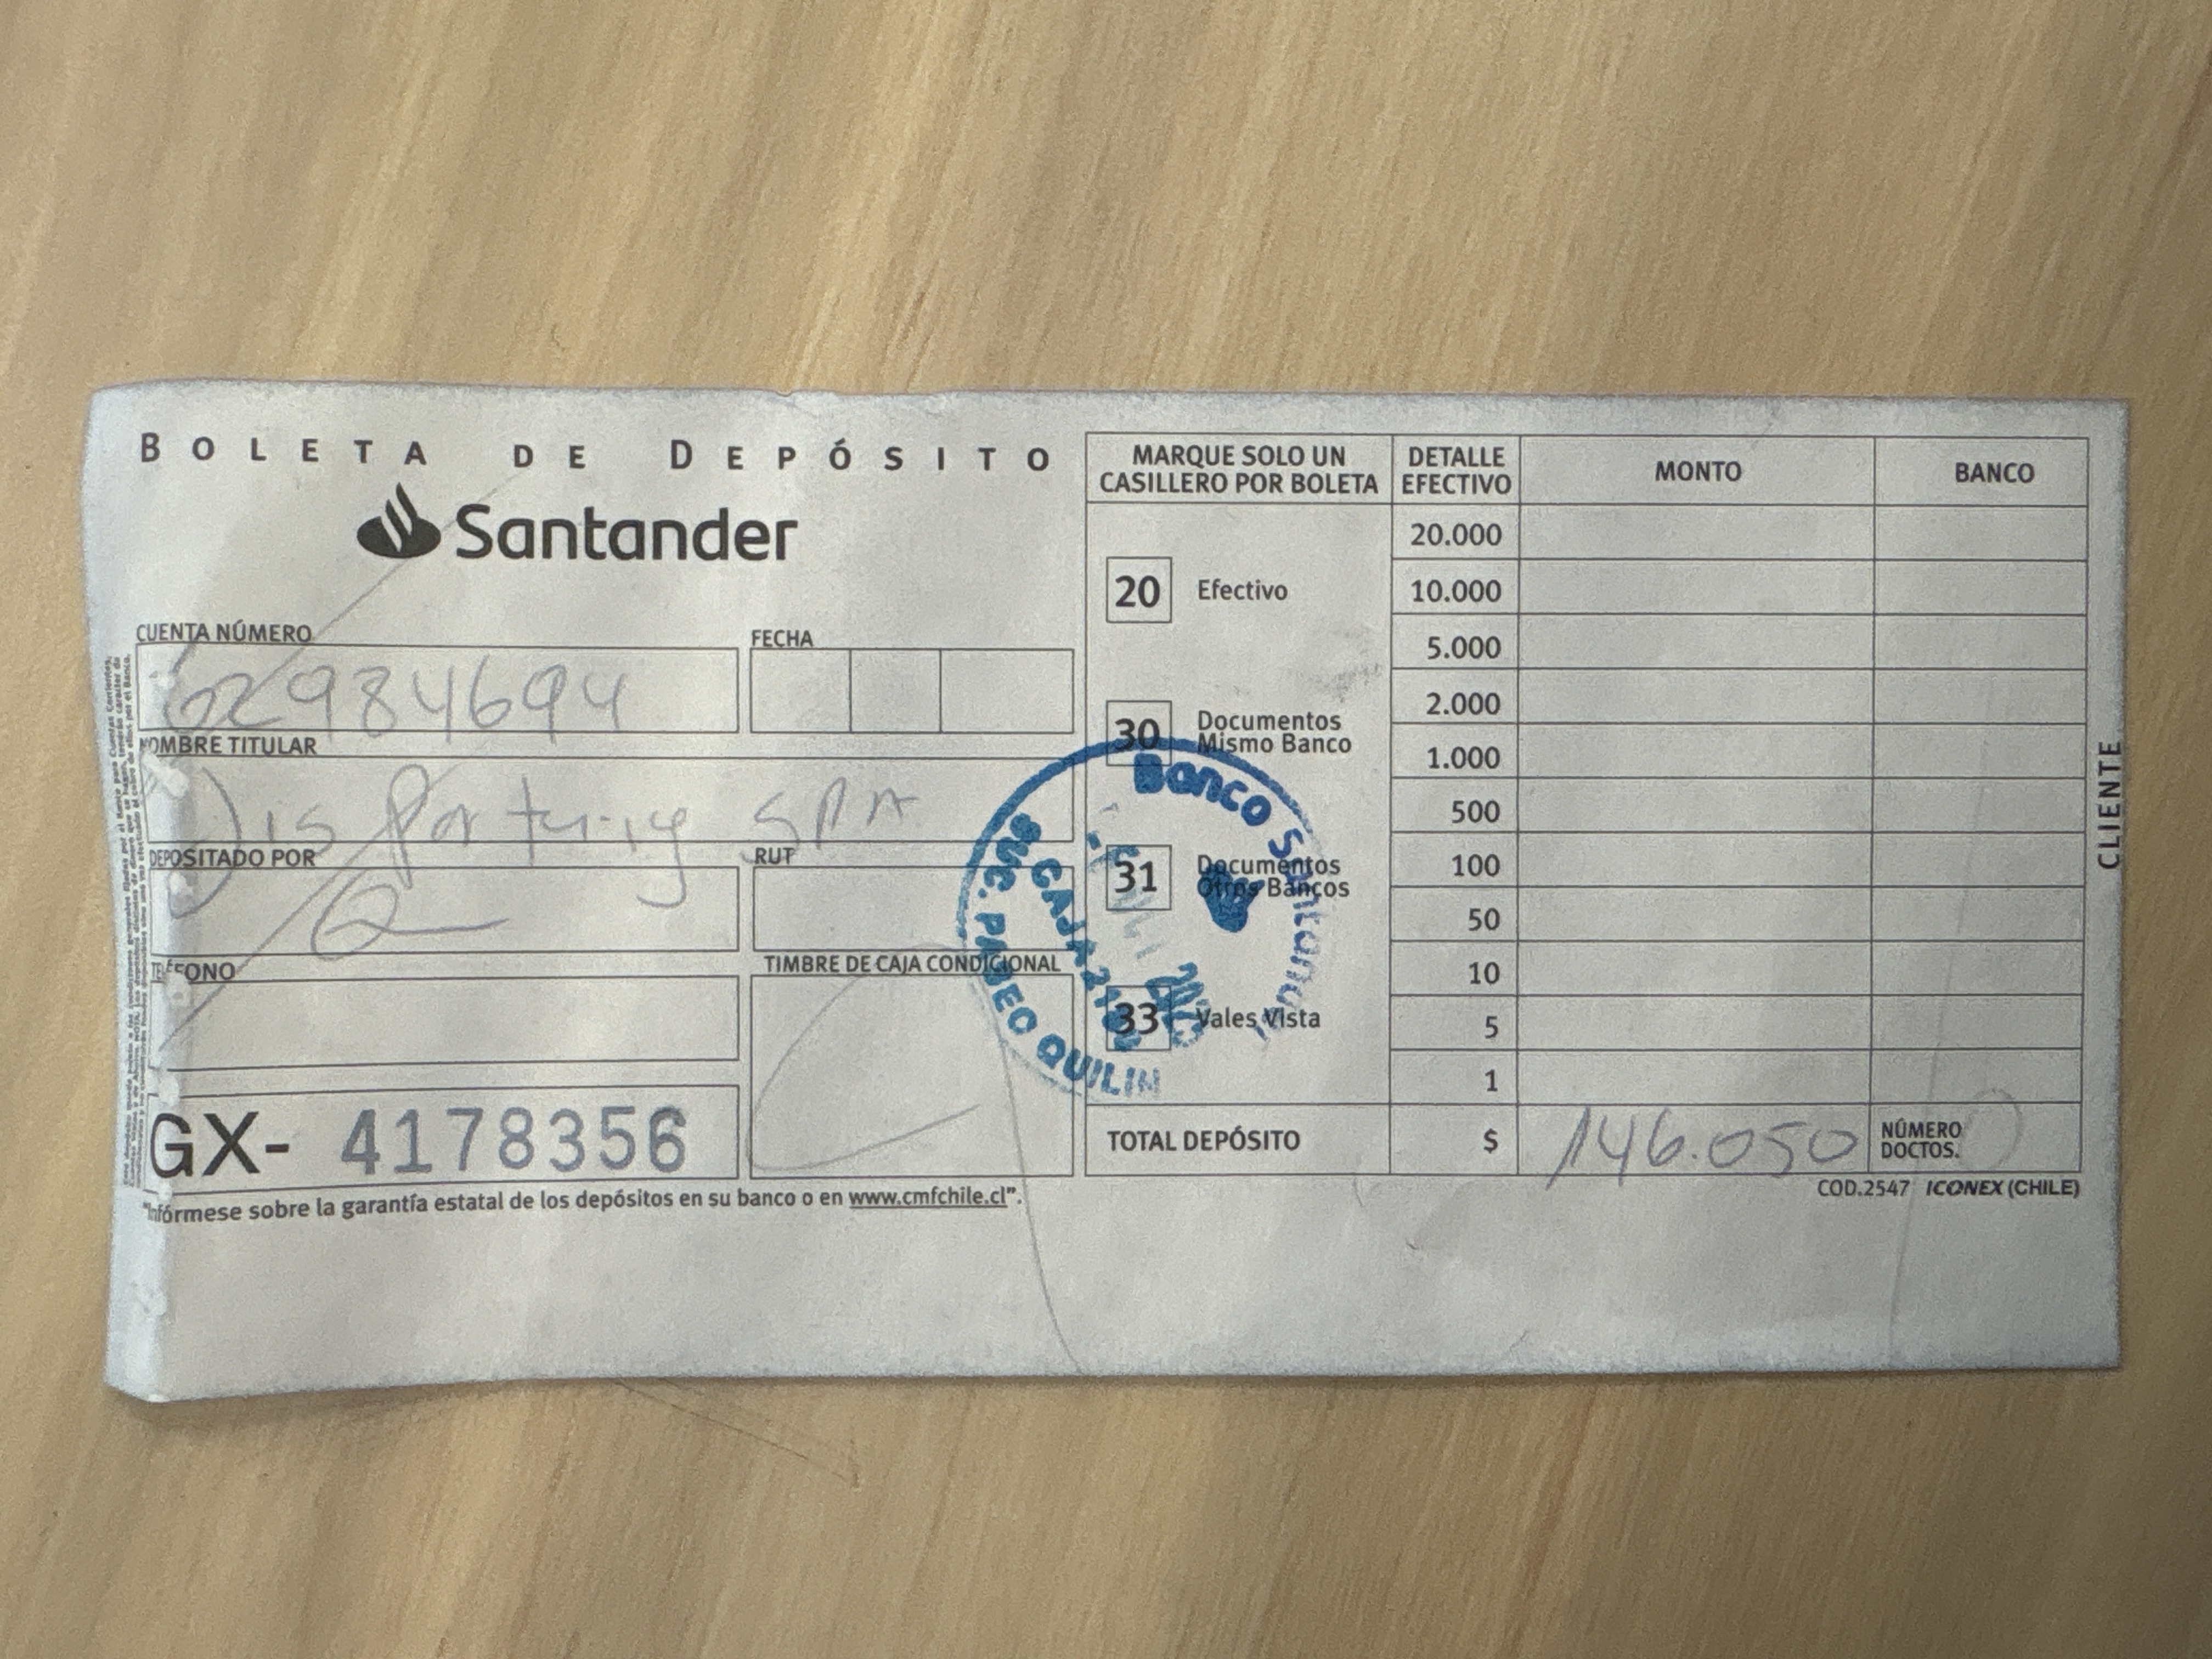 BOLETA DE DEPÓSITO
Santander
CUENTA NÚMERO
62984694
FECHA
NOMBRE TITULAR
SPA
DEPOSITADO POR
RUT
TELÉFONO
TIMBRE DE CAJA CONDICIONAL
GX- 4178356
"Infórmese sobre la garantía estatal de los depósitos en su banco o en www.cmfchile.cl".
MARQUE SOLO UN
CASILLERO POR BOLETA
20 Efectivo
30 Documentos
Mismo Banco
31 Documentos
Otros Bancos
33 Vales Vista
DETALLE
EFECTIVO
MONTO
BANCO
20.000
10.000
5.000
2.000
1.000
500
100
50
10
5
1
TOTAL DEPÓSITO $ 146.050
NÚMERO
DOCTOS.
COD.2547 ICONEX (CHILE)
CLIENTE
Banco Santander
CAJA
SUC. PASEO QUILIN